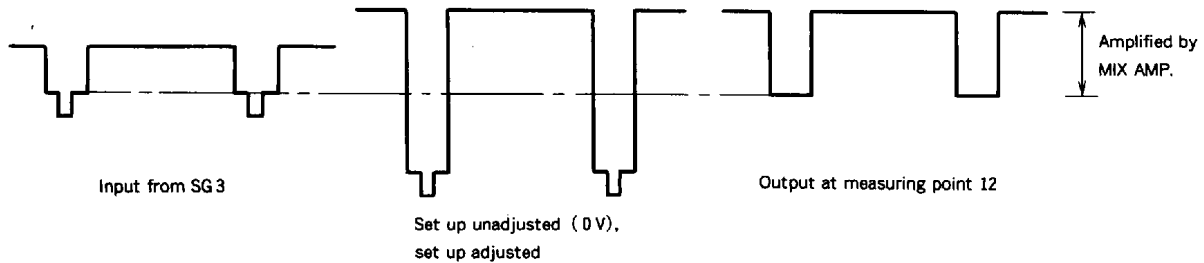 Amplified by
MIX AMP.
Input from SG 3
Output at measuring point 12
Set up unadjusted (0V),
set up adjusted